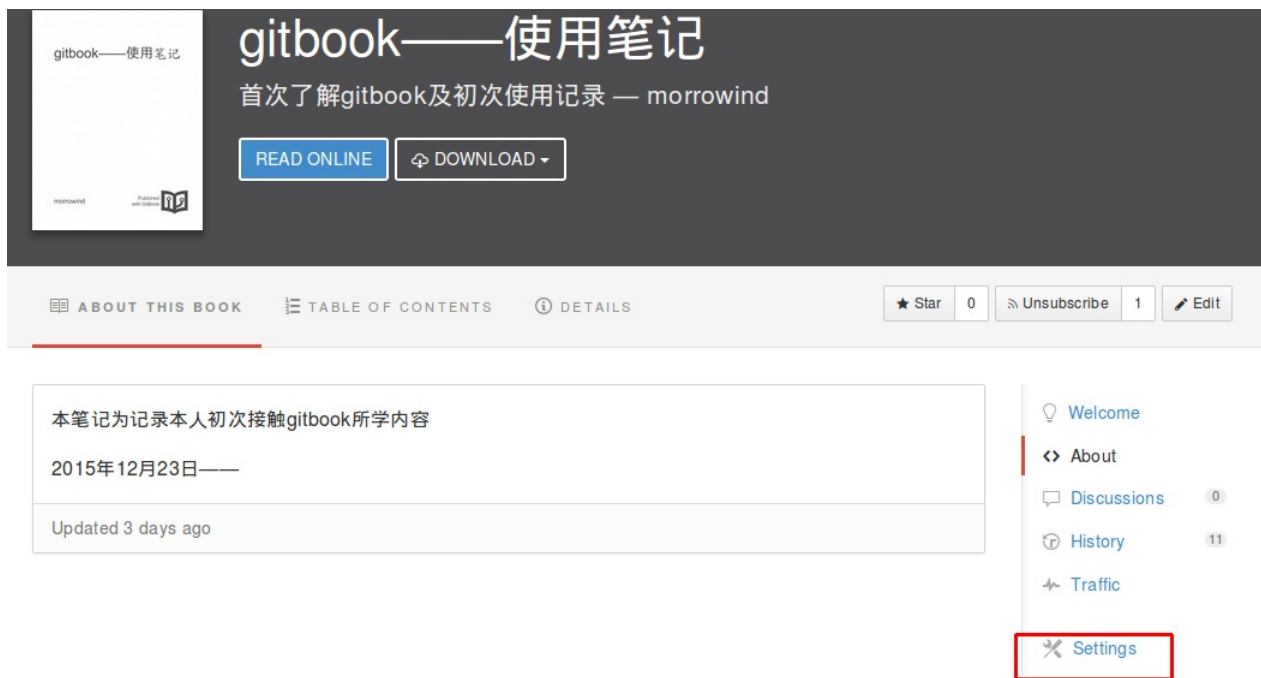 gitbook——使用笔记
morrowind
Published
with GitBook
gitbook——使用笔记
首次了解gitbook及初次使用记录 — morrowind
READ ONLINE
DOWNLOAD
ABOUT THIS BOOK
TABLE OF CONTENTS
DETAILS
Star 0
Unsubscribe 1
Edit
本笔记为记录本人初次接触gitbook所学内容
2015年12月23日——
Updated 3 days ago
Welcome
About
Discussions 0
History 11
Traffic
Settings